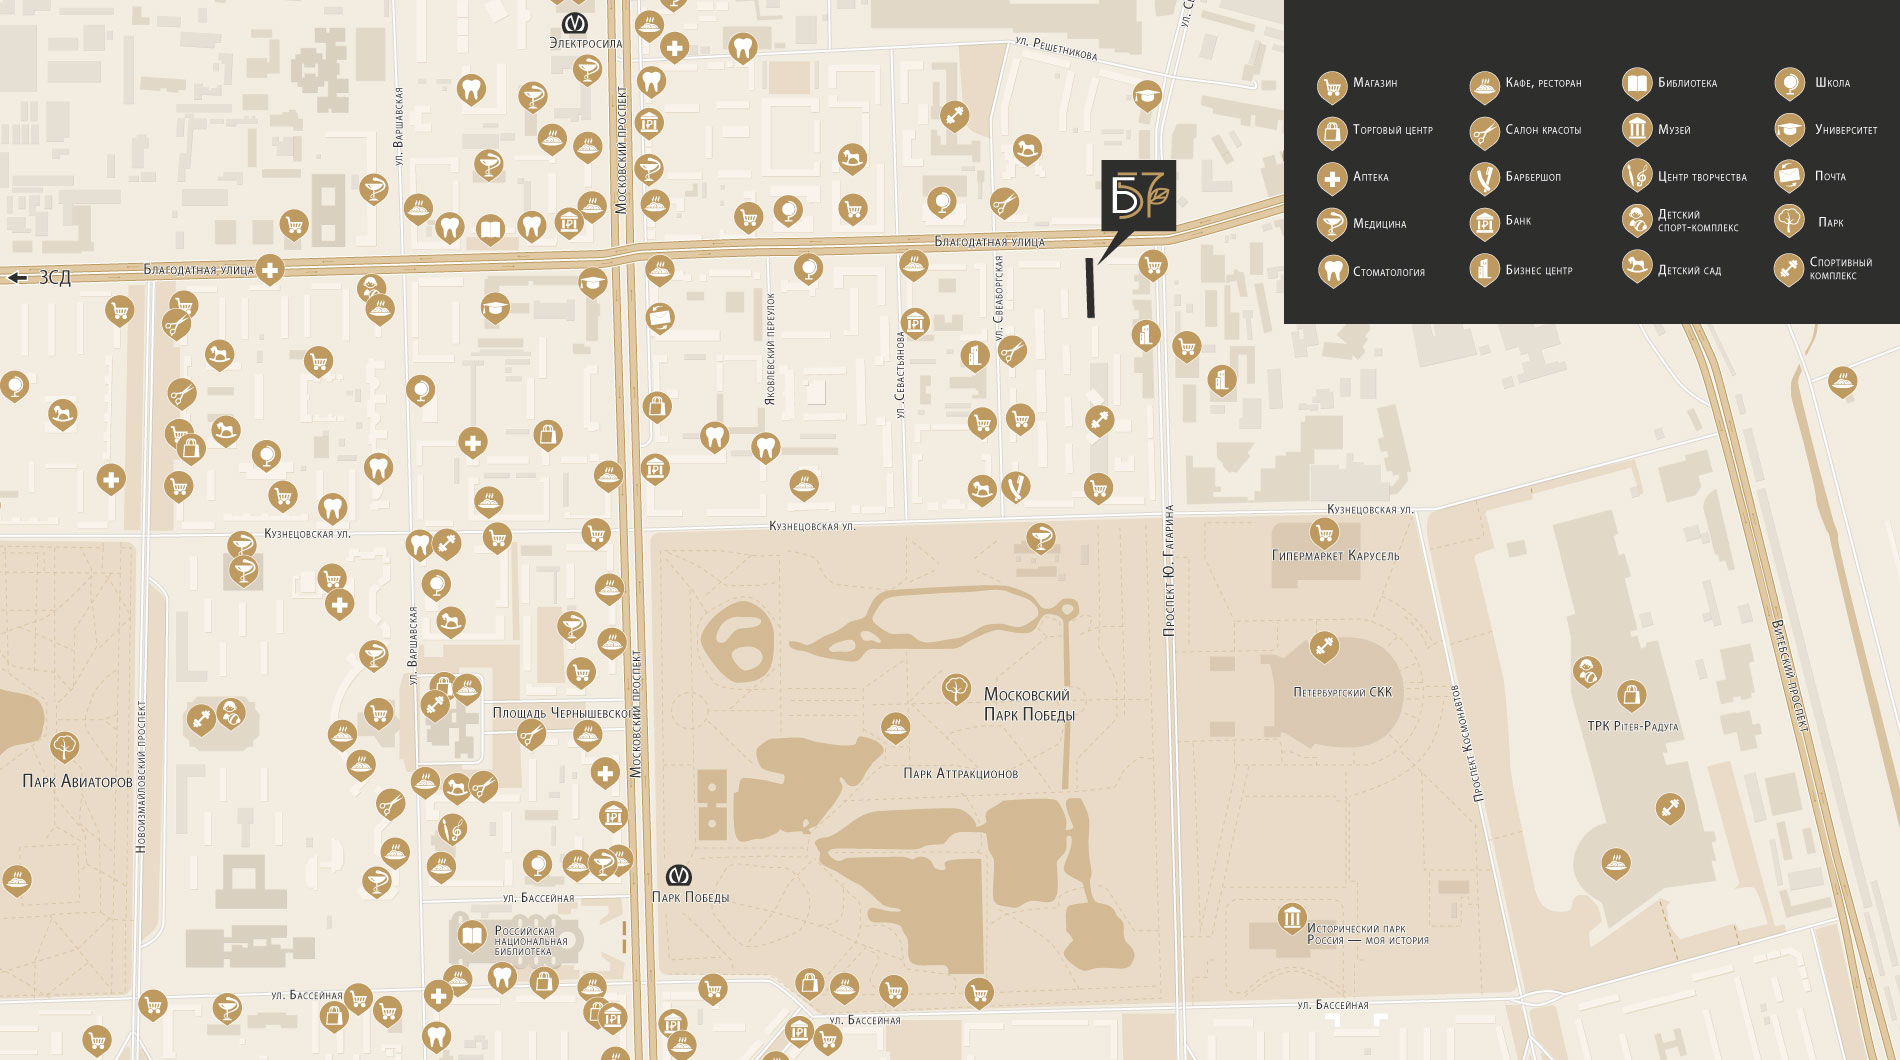 Электросила
ул. Решетникова
ул. Варшавская
Московский проспект
Б57
Благодатная улица
Благодатная улица
ЗСД
Яковлевский переулок
ул. Севастьянова
ул. Свеаборгская
Магазин
Торговый центр
Аптека
Медицина
Стоматология
Кафе, ресторан
Салон красоты
Барбершоп
Банк
Бизнес центр
Библиотека
Музей
Центр творчества
Детский
спорт-комплекс
Детский сад
Школа
Университет
Почта
Парк
Спортивный
комплекс
Кузнецовская ул.
Кузнецовская ул.
Кузнецовская ул.
Гипермаркет Карусель
Проспект Ю. Гагарина
ул. Варшавская
Московский проспект
Площадь Чернышевског
Московский
Парк Победы
Петербургский СКК
Витебский проспект
Проспект Космонавтов
ТРК Piter-Радуга
Парк Авиаторов
Новоизмайловский проспект
Парк Аттракционов
Парк Победы
ул. Бассейная
Российская
национальная
библиотека
Исторический парк
Россия — моя история
ул. Бассейная
ул. Бассейная
ул. Бассейная